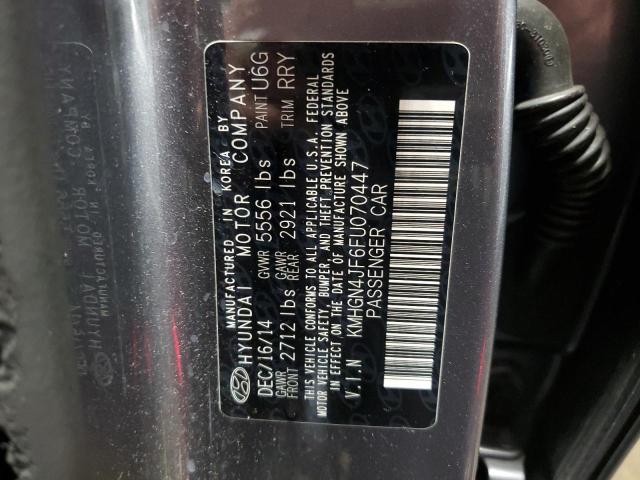 MANUFACTURED IN KOREA BY
HYUNDAI MOTOR COMPANY
DEC/16/14 GVWR 5556 lbs PAINT U6G
GAWR FRONT 2712 lbs GAWR REAR 2921 lbs TRIM RRY
THIS VEHICLE CONFORMS TO ALL APPLICABLE U.S.A. FEDERAL
MOTOR VEHICLE SAFETY, BUMPER, AND THEFT PREVENTION STANDARDS
IN EFFECT ON THE DATE OF MANUFACTURE SHOWN ABOVE
V.I.N KMHGN4JF6FU070447
PASSENGER CAR